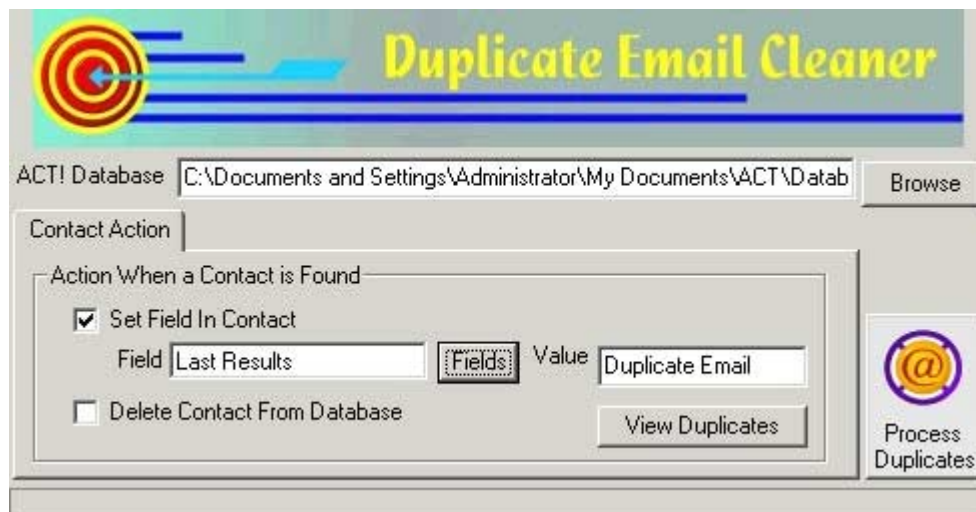 Duplicate Email Cleaner
ACT! Database C:\Documents and Settings\Administrator\My Documents\ACT\Datab Browse
Contact Action
Action When a Contact is Found
Set Field In Contact
Field Last Results Fields Value Duplicate Email
Delete Contact From Database
View Duplicates
@
Process
Duplicates